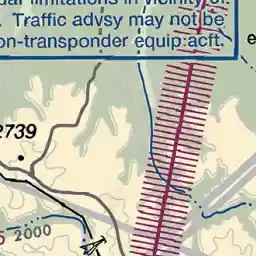 limitations in vicinity of
. Traffic advsy may not be
on-transponder equip acft.
2739
2000